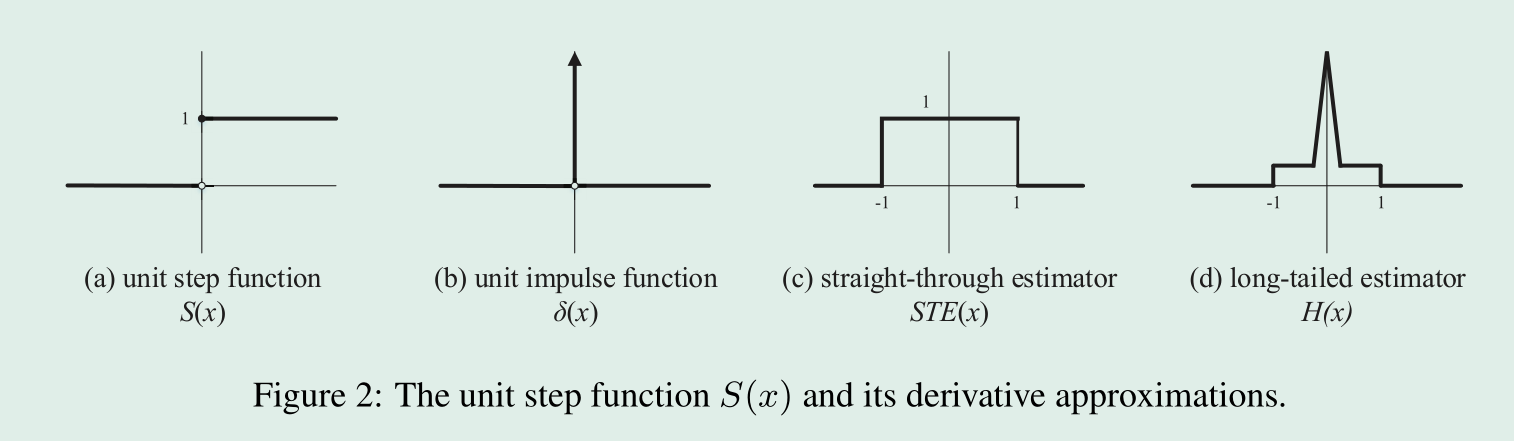 1
1
-1
1
-1
1
(a) unit step function
S(x)
(b) unit impulse function
δ(x)
(c) straight-through estimator
STE(x)
(d) long-tailed estimator
H(x)
Figure 2: The unit step function S(x) and its derivative approximations.